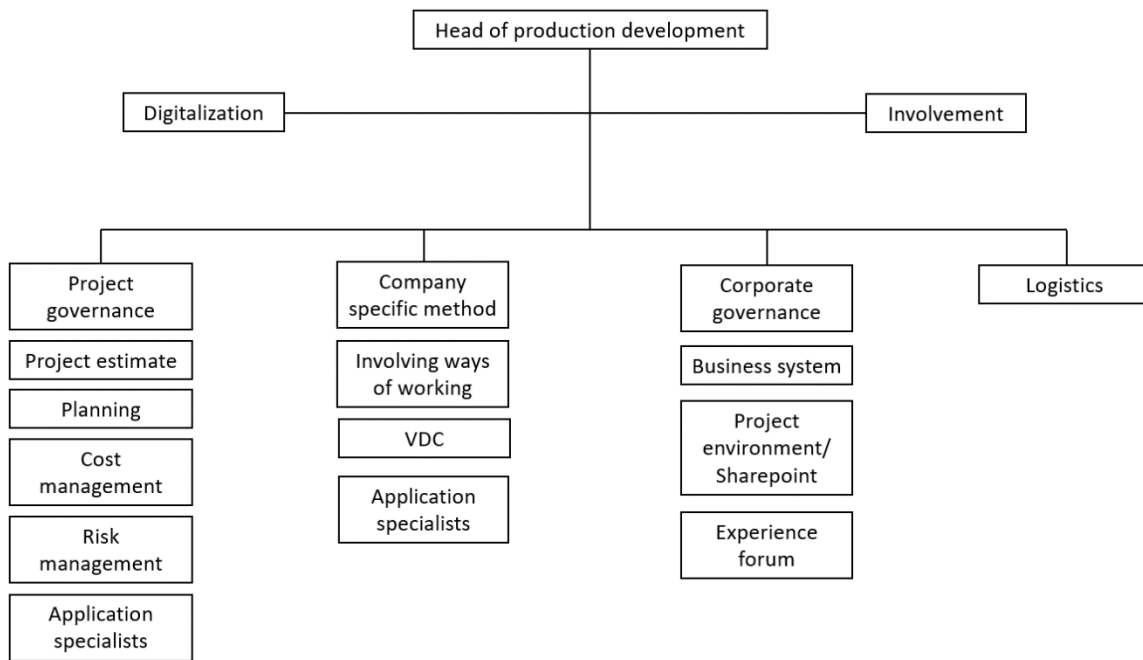 Head of production development
Digitalization
Involvement
Project
governance
Project estimate
Planning
Cost
management
Risk
management
Application
specialists
Company
specific method
Involving ways
of working
VDC
Application
specialists
Corporate
governance
Business system
Project
environment/
Sharepoint
Experience
forum
Logistics